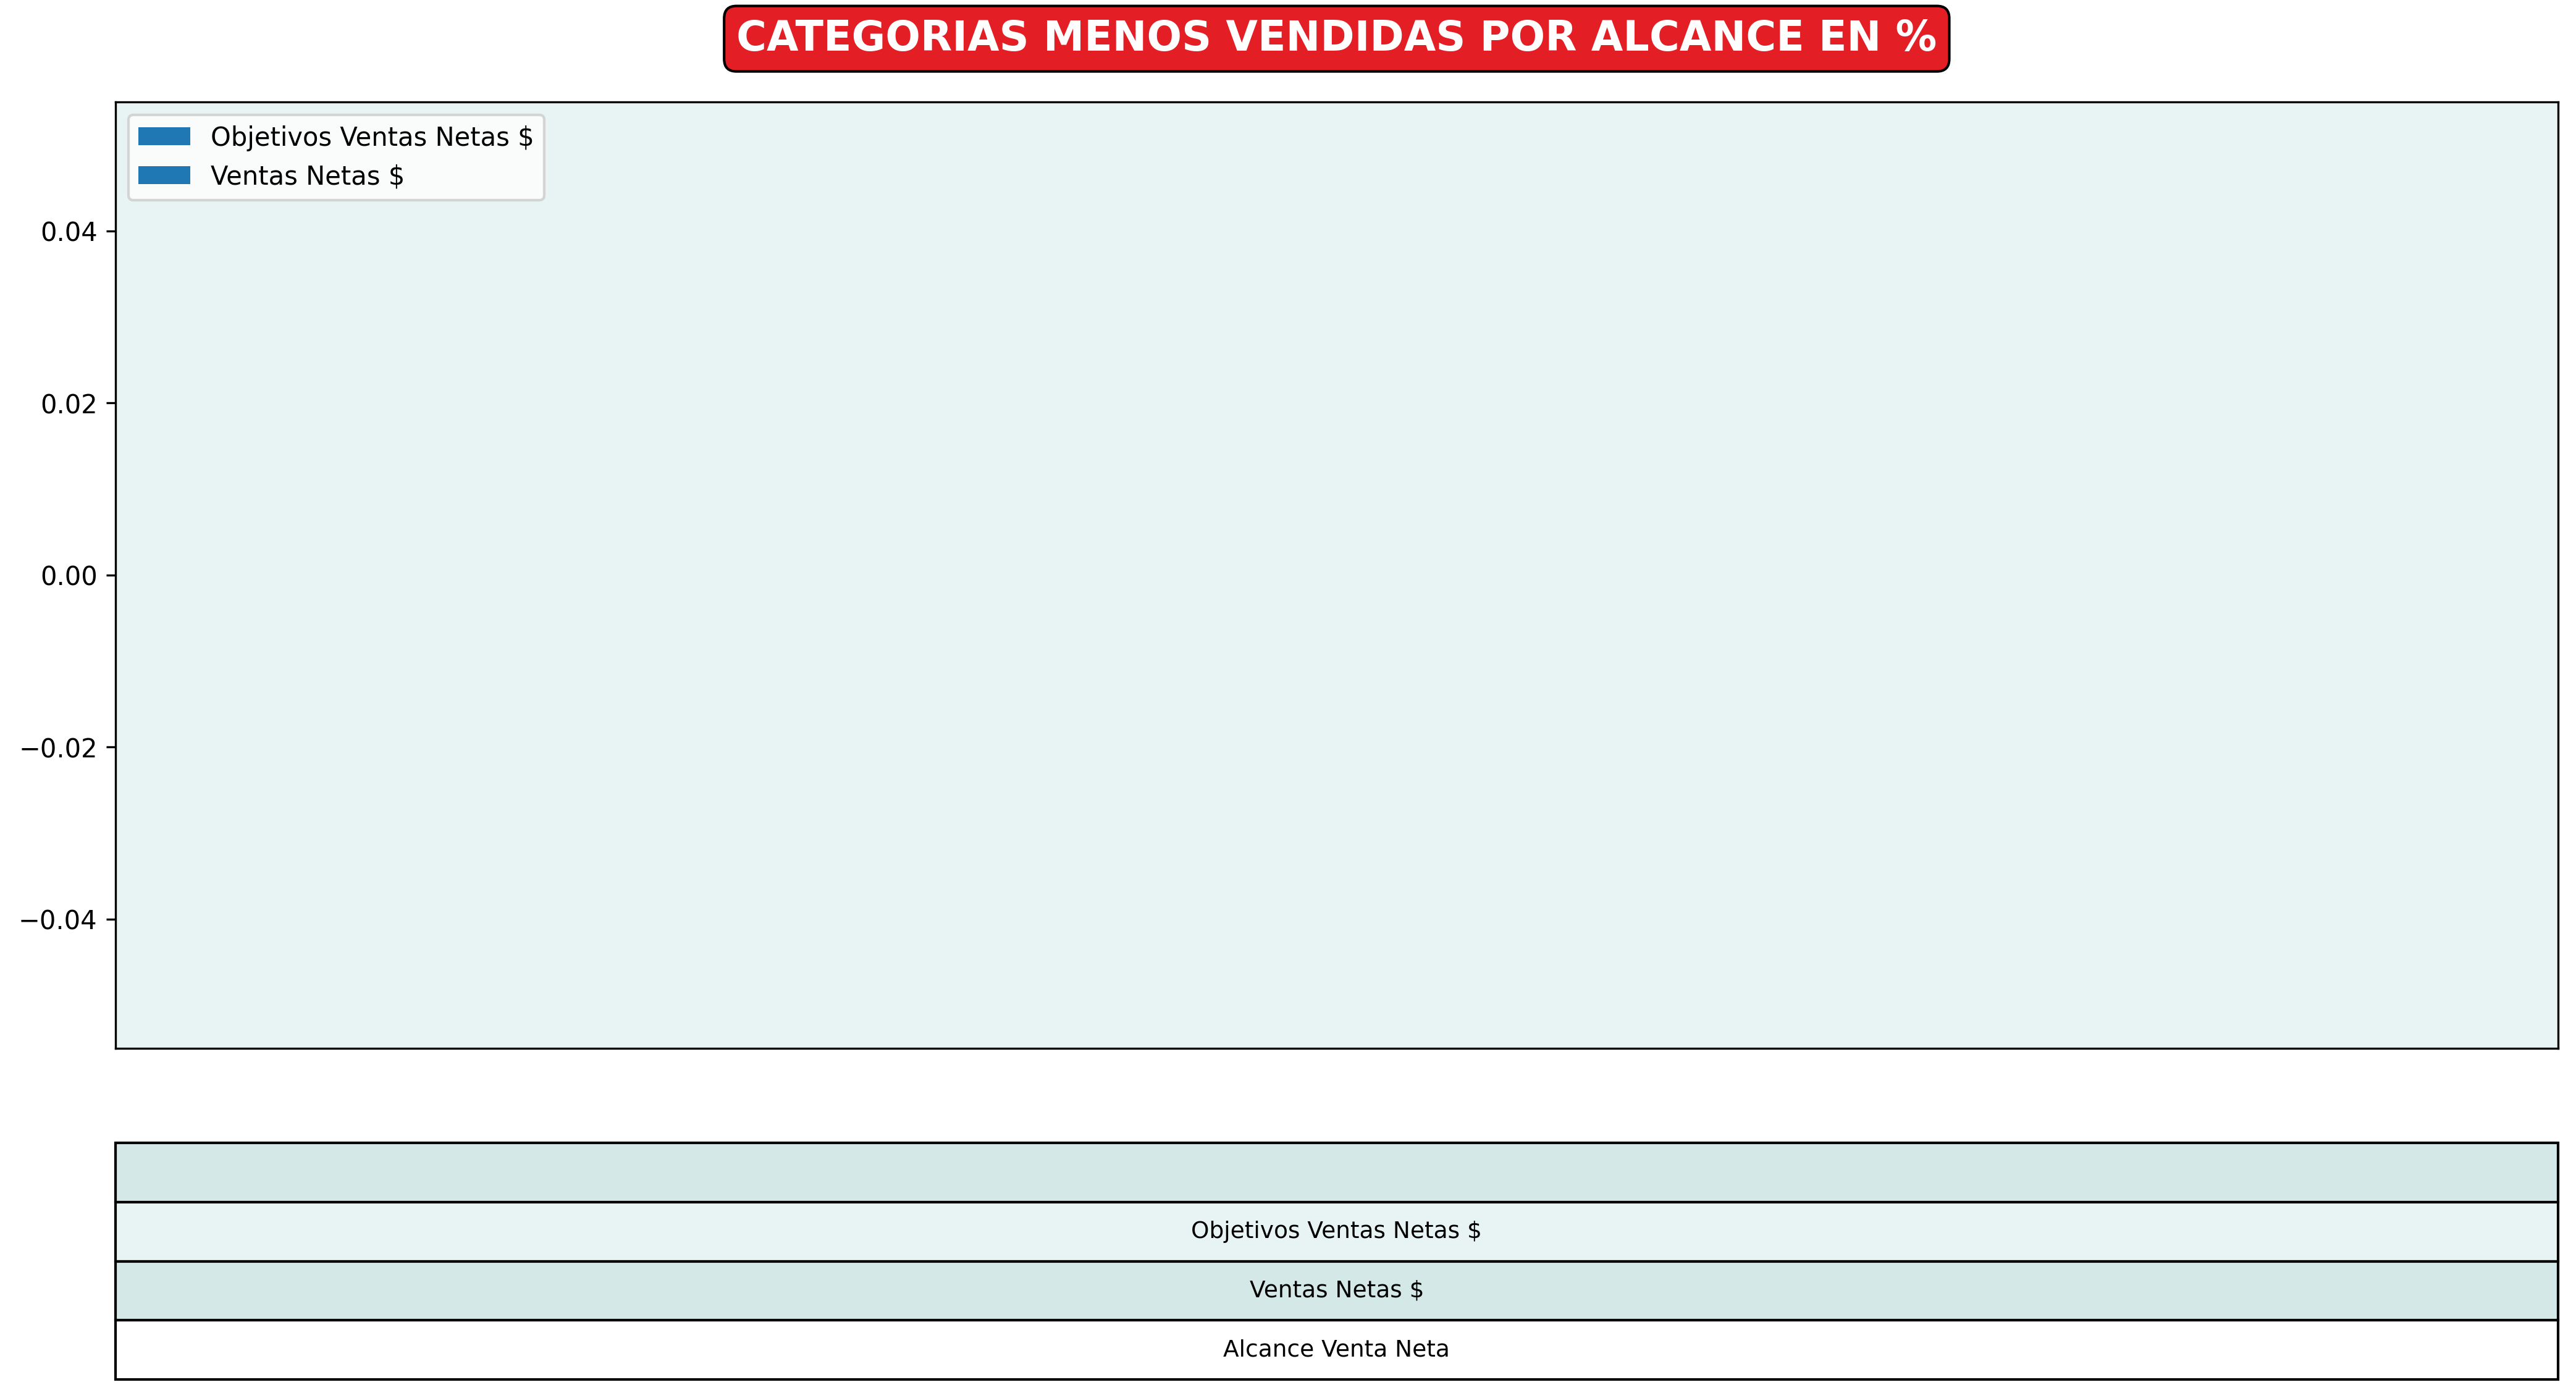 CATEGORIAS MENOS VENDIDAS POR ALCANCE EN %
Objetivos Ventas Netas $
Ventas Netas $
0.04
0.02
0.00
−0.02
−0.04
Objetivos Ventas Netas $
Ventas Netas $
Alcance Venta Neta